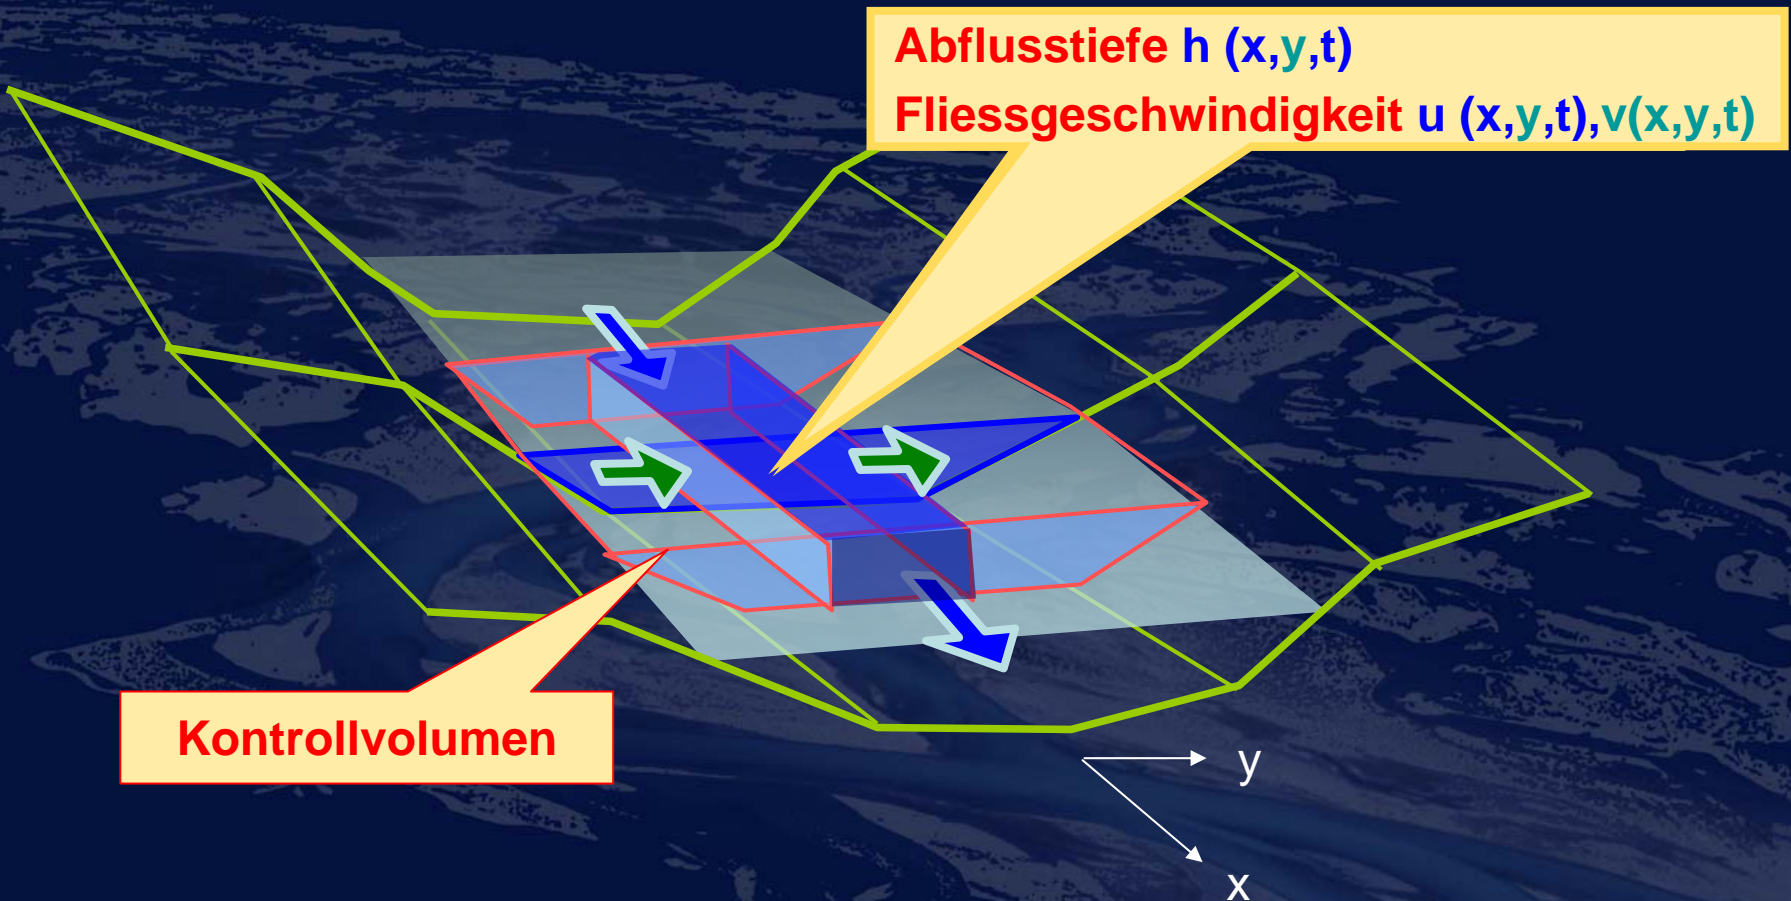 Abflusstiefe h (x,y,t)
Fliessgeschwindigkeit u (x,y,t),v(x,y,t)
Kontrollvolumen
y
x